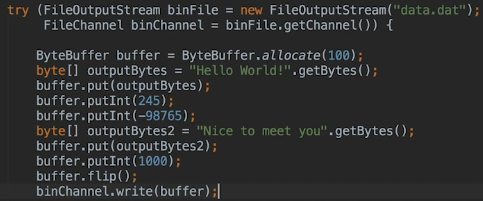 try (FileOutputStream binFile = new FileOutputStream("data.dat");
FileChannel binChannel = binFile.getChannel()) {
ByteBuffer buffer = ByteBuffer.allocate(100);
byte[] outputBytes = "Hello World!".getBytes();
buffer.put(outputBytes);
buffer.putInt(245);
buffer.putInt(-98765);
byte[] outputBytes2 = "Nice to meet you".getBytes();
buffer.put(outputBytes2);
buffer.putInt(1000);
buffer.flip();
binChannel.write(buffer);